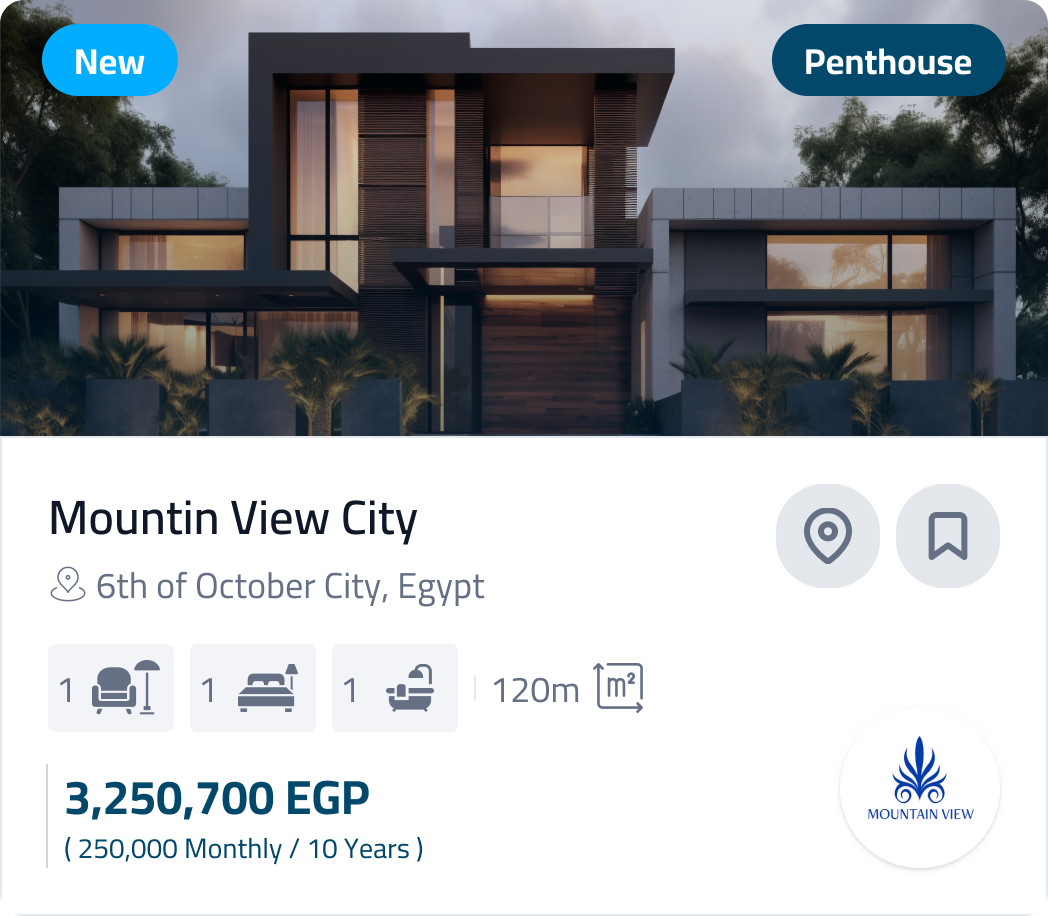 New
Penthouse
Mountin View City
6th of October City, Egypt
1
1
1
120m
m²
3,250,700 EGP
( 250,000 Monthly / 10 Years )
MOUNTAIN VIEW